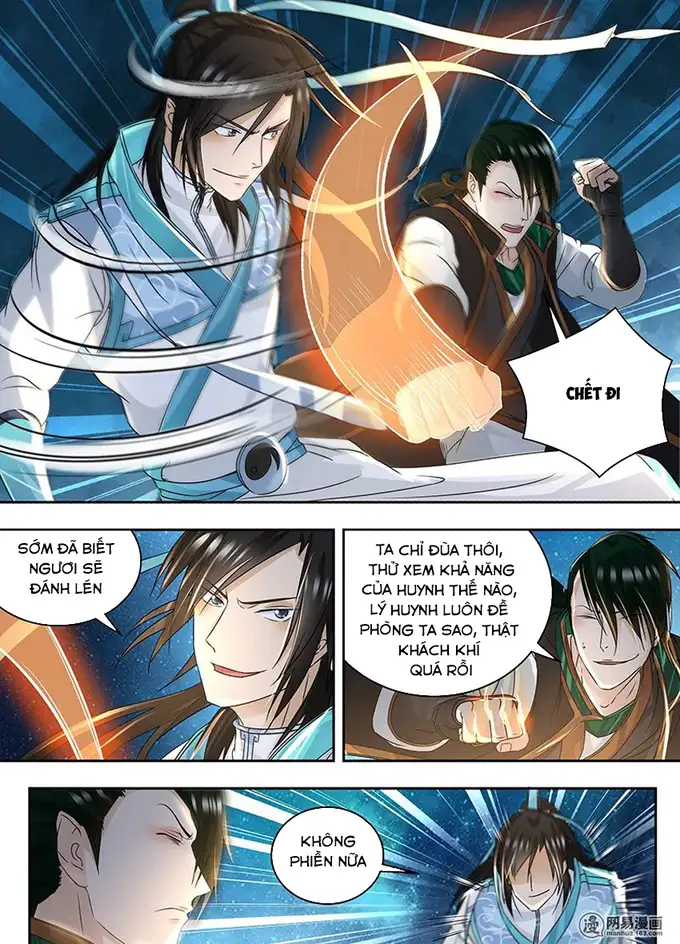 CHẾT ĐI
SỚM ĐÃ BIẾT
NGƯƠI SẼ
ĐÁNH LÉN
TA CHỈ ĐÙA THÔI,
THỬ XEM KHẢ NĂNG
CỦA HUYNH THẾ NÀO,
LÝ HUYNH LUÔN ĐỀ
PHÒNG TA SAO, THẬT
KHÁCH KHÍ
QUÁ RỒI
KHÔNG
PHIỀN NỮA
网易漫画
manhua.163.com